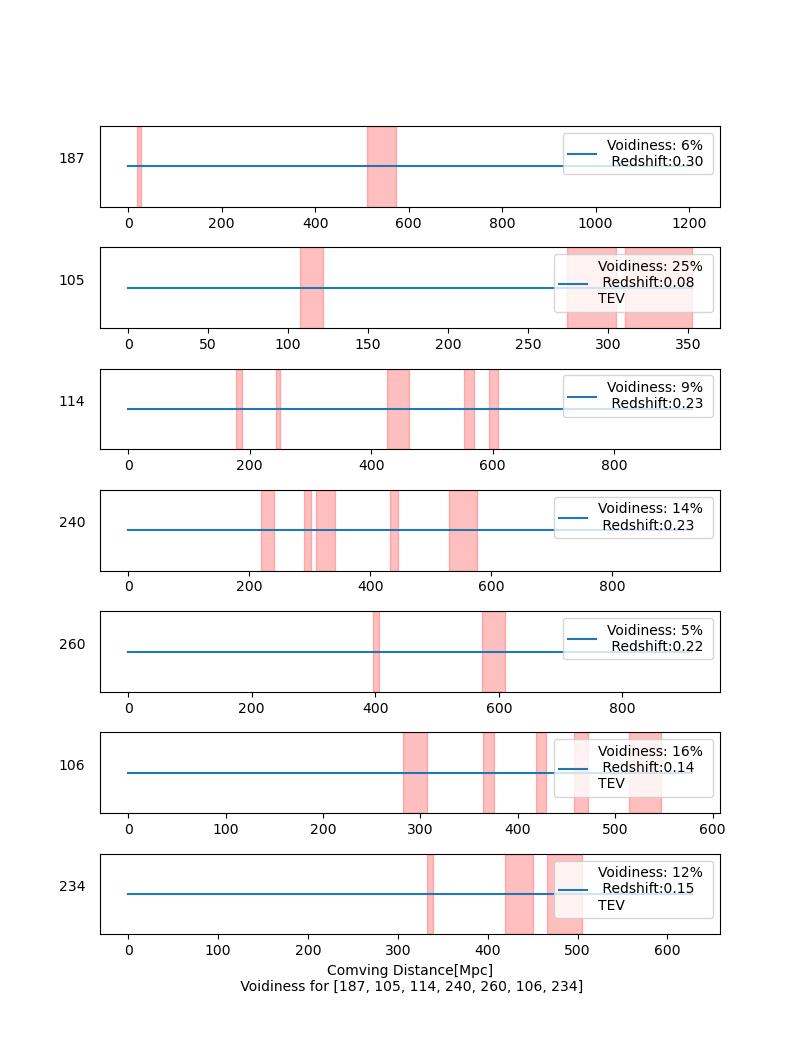 187
Voidiness: 6%
Redshift:0.30
0 200 400 600 800 1000 1200
105
Voidiness: 25%
Redshift:0.08
TEV
0 50 100 150 200 250 300 350
114
Voidiness: 9%
Redshift:0.23
0 200 400 600 800
240
Voidiness: 14%
Redshift:0.23
0 200 400 600 800
260
Voidiness: 5%
Redshift:0.22
0 200 400 600 800
106
Voidiness: 16%
Redshift:0.14
TEV
0 100 200 300 400 500 600
234
Voidiness: 12%
Redshift:0.15
TEV
0 100 200 300 400 500 600
Comving Distance[Mpc]
Voidiness for [187, 105, 114, 240, 260, 106, 234]